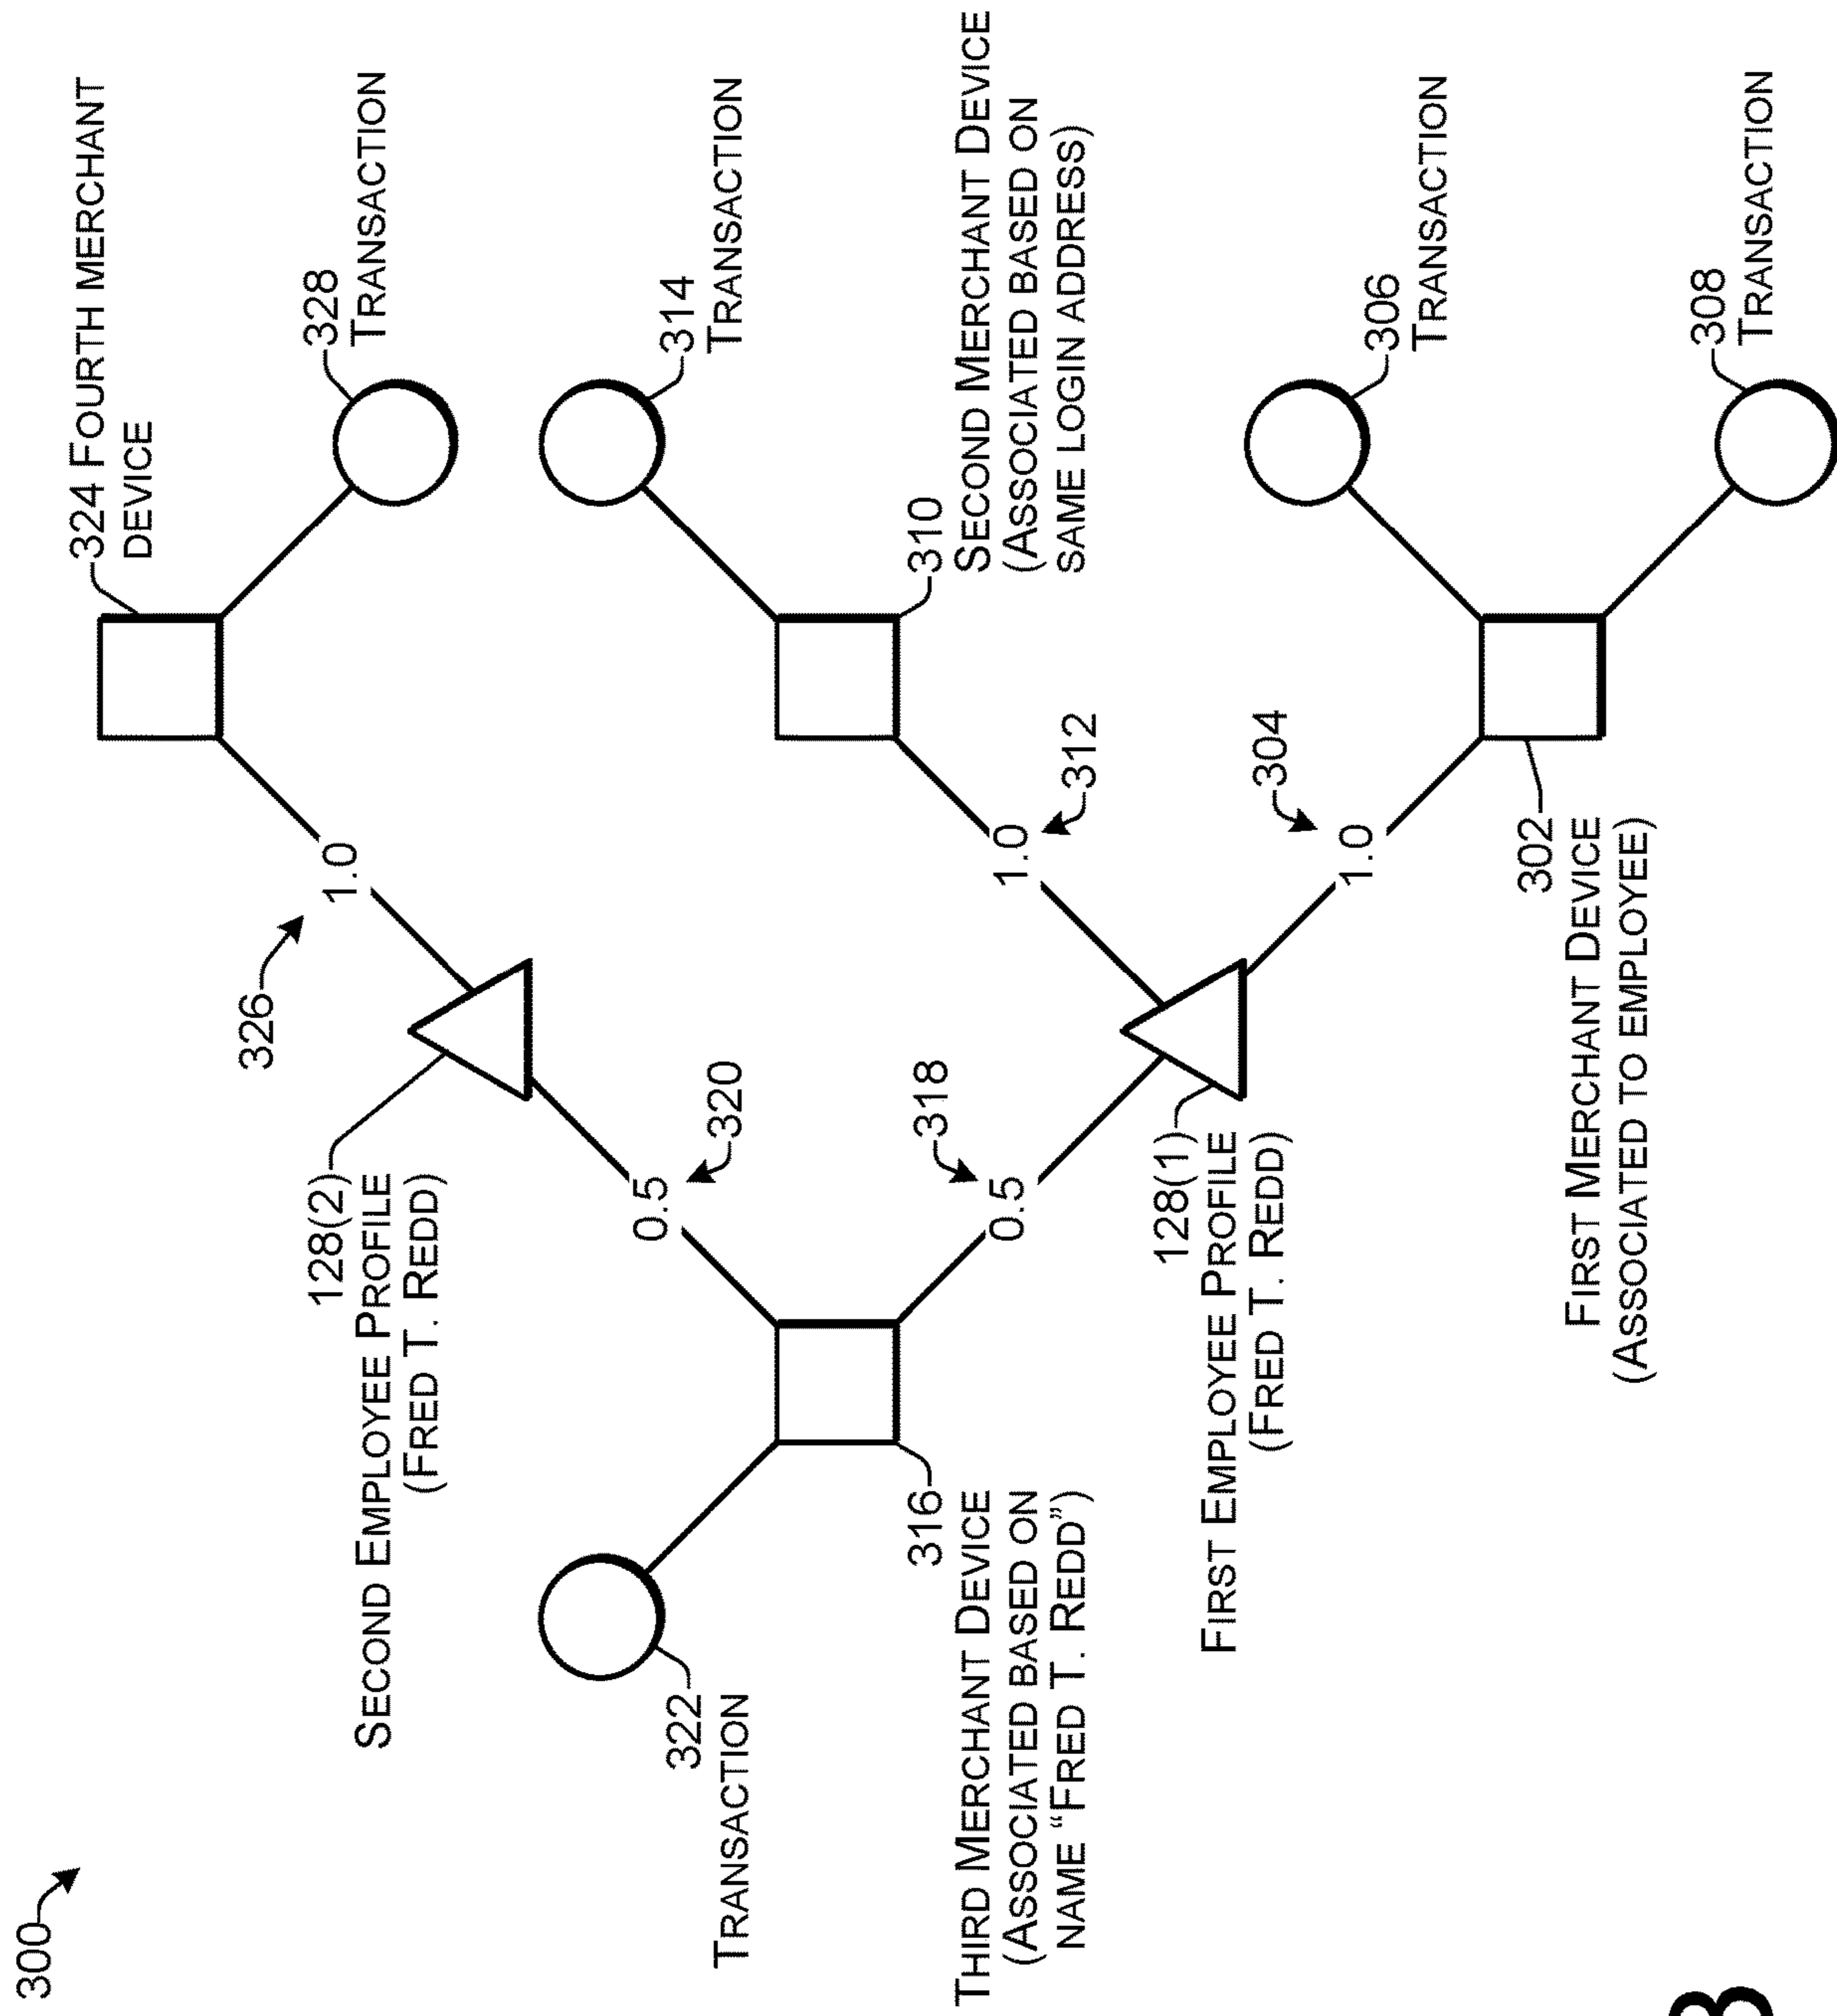 300
324 FOURTH MERCHANT
DEVICE
326
1.0
328
TRANSACTION
128(2)
SECOND EMPLOYEE PROFILE
(FRED T. REDD)
322
TRANSACTION
0.5
320
314
TRANSACTION
316
THIRD MERCHANT DEVICE
(ASSOCIATED BASED ON
NAME “FRED T. REDD”)
318
0.5
1.0
312
310
SECOND MERCHANT DEVICE
(ASSOCIATED BASED ON
SAME LOGIN ADDRESS)
128(1)
FIRST EMPLOYEE PROFILE
(FRED T. REDD)
304
1.0
306
TRANSACTION
302
FIRST MERCHANT DEVICE
(ASSOCIATED TO EMPLOYEE)
308
TRANSACTION